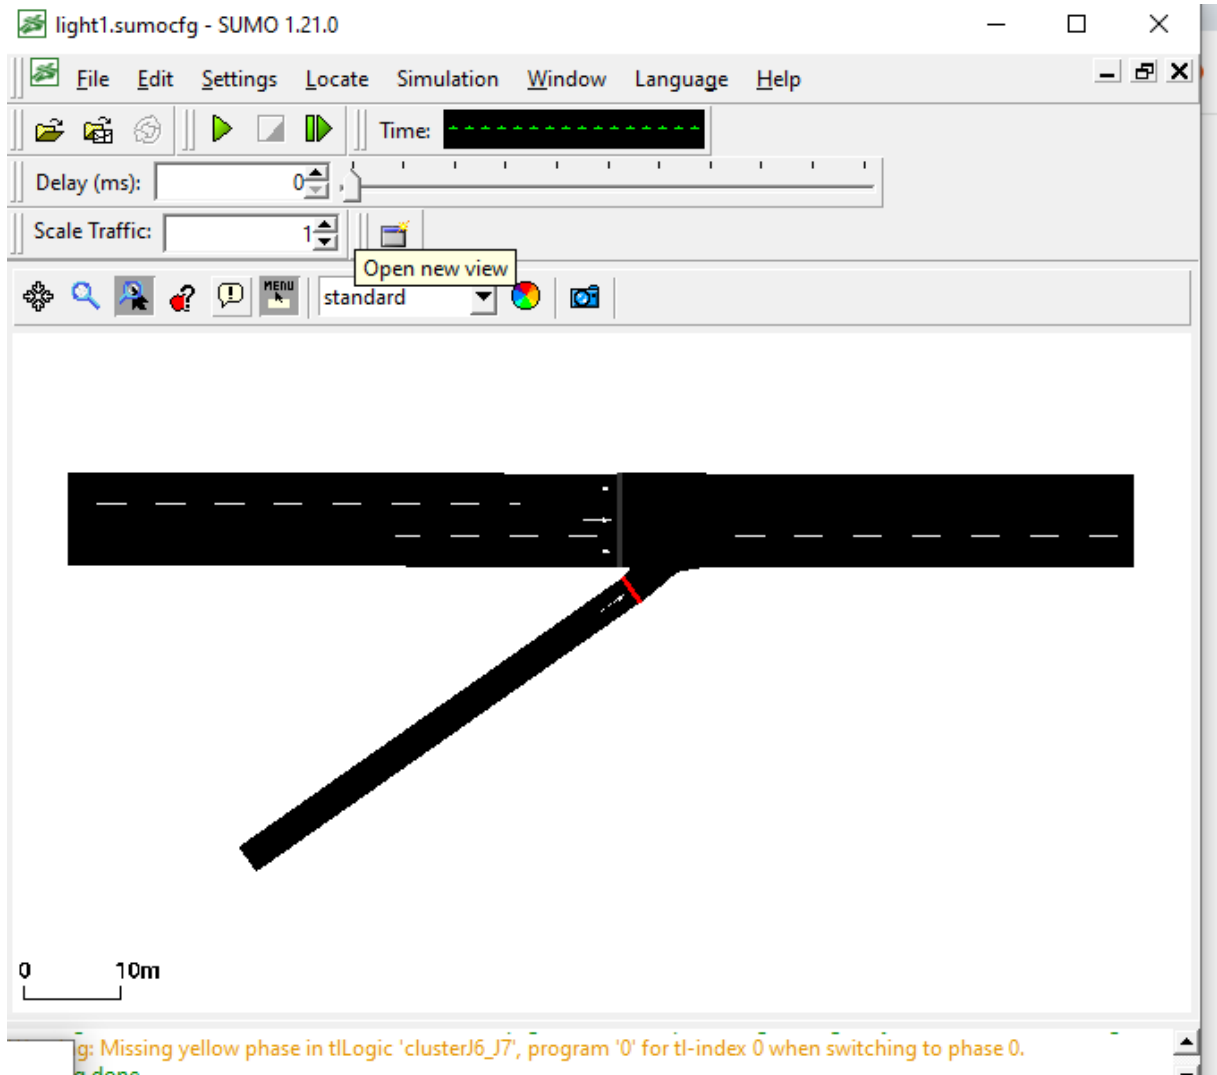 light1.sumocfg - SUMO 1.21.0
File Edit Settings Locate Simulation Window Language Help
Time:
Delay (ms): 0
Scale Traffic: 1
Open new view
MENU
standard
0 10m
g: Missing yellow phase in tlLogic 'clusterJ6_J7', program '0' for tl-index 0 when switching to phase 0.